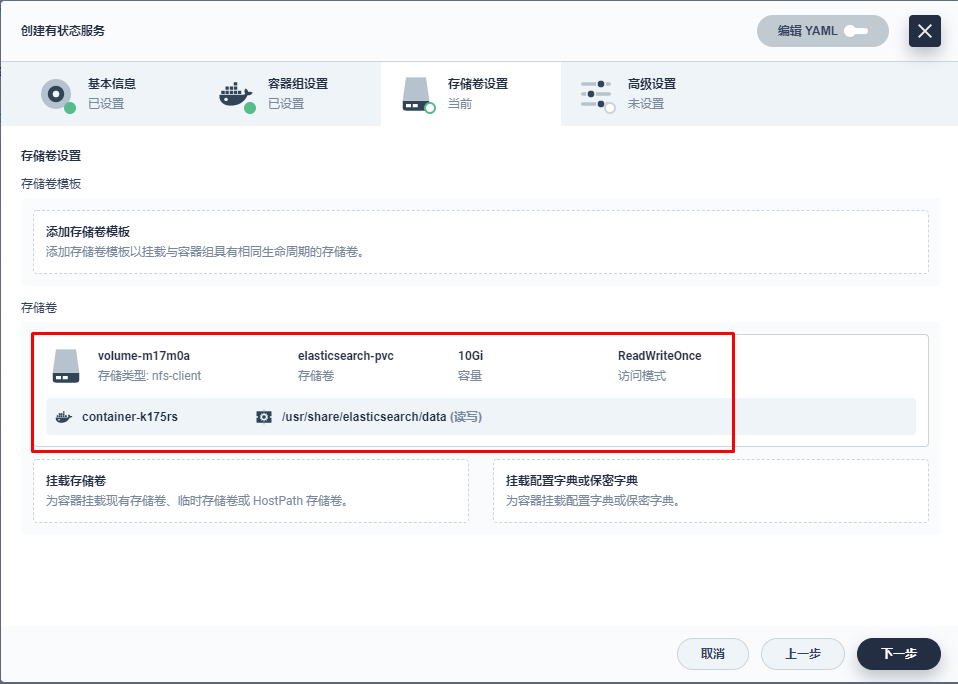 创建有状态服务
编辑 YAML
基本信息
已设置
容器组设置
已设置
存储卷设置
当前
高级设置
未设置
存储卷设置
存储卷模板
添加存储卷模板
添加存储卷模板以挂载与容器组具有相同生命周期的存储卷。
存储卷
volume-m17m0a
存储类型: nfs-client
elasticsearch-pvc
存储卷
10Gi
容量
ReadWriteOnce
访问模式
container-k175rs
/usr/share/elasticsearch/data (读写)
挂载存储卷
为容器挂载现有存储卷、临时存储卷或 HostPath 存储卷。
挂载配置字典或保密字典
为容器挂载配置字典或保密字典。
取消
上一步
下一步